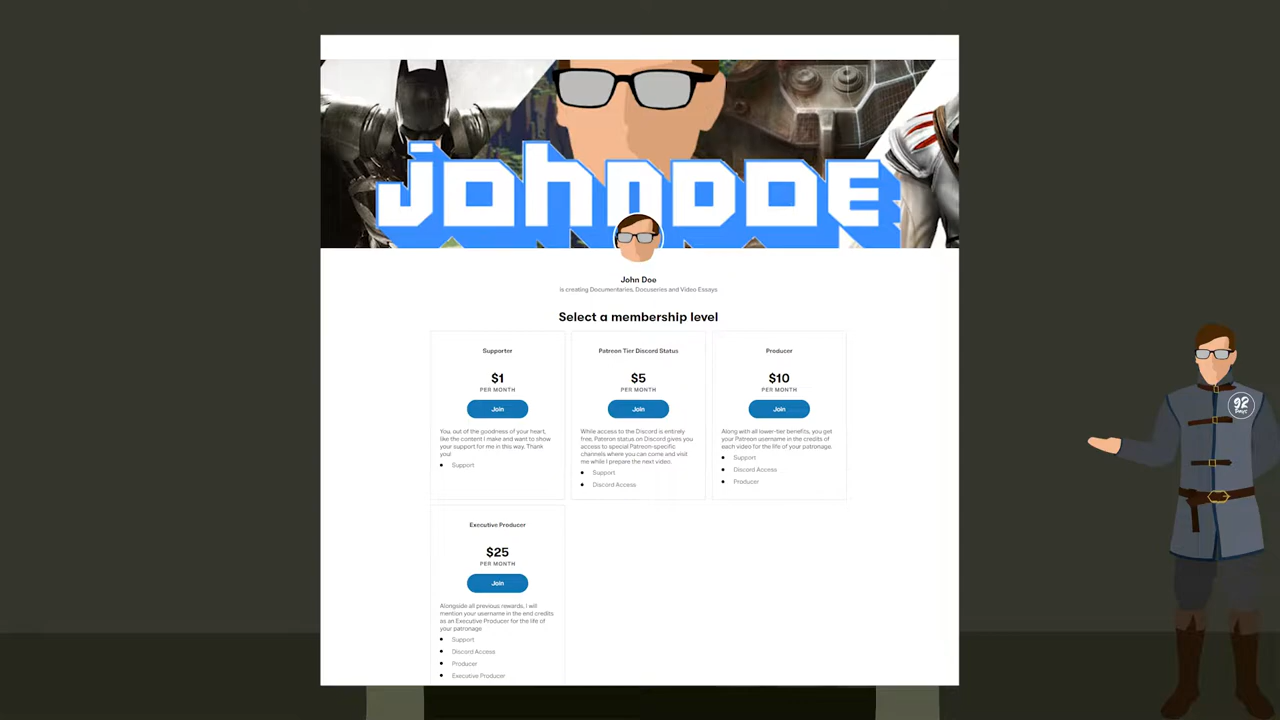 johnDOE
John Doe
is creating Documentaries, Docuseries and Video Essays
Select a membership level
Supporter
$1
PER MONTH
Join
You, out of the goodness of your heart,
like the content I make and want to show
your support for me in this way. Thank
you!
Support
Patreon Tier Discord Status
$5
PER MONTH
Join
While access to the Discord is entirely
free, Pateron status on Discord gives you
access to special Patreon-specific
channels where you can come and visit
me while I prepare the next video.
Support
Discord Access
Producer
$10
PER MONTH
Join
Along with all lower-tier benefits, you get
your Patreon username in the credits of
each video for the life of your patronage.
Support
Discord Access
Producer
Executive Producer
$25
PER MONTH
Join
Alongside all previous rewards, I will
mention your username in the end credits
as an Executive Producer for the life of
your patronage
Support
Discord Access
Producer
Executive Producer
92
DAYS